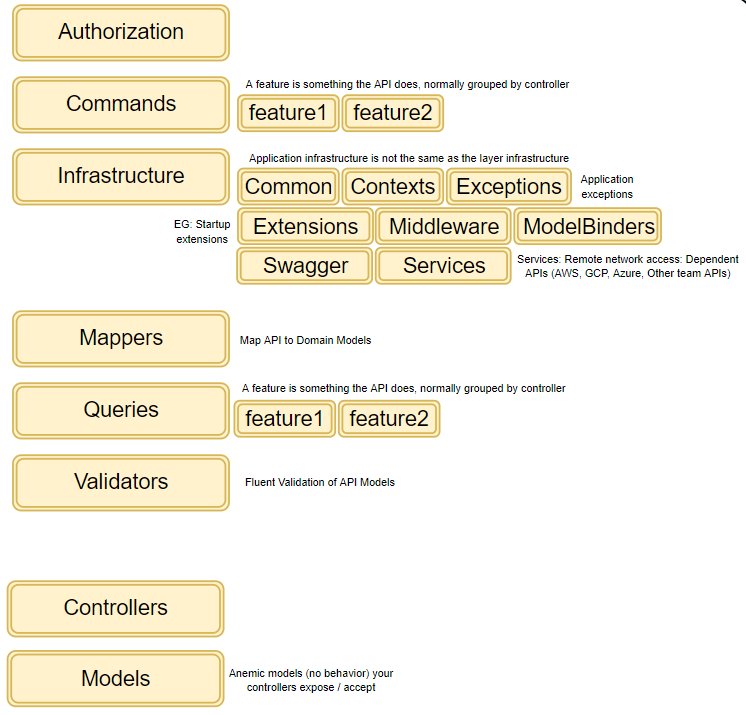 Authorization
A feature is something the API does, normally grouped by controller
Commands
feature1 feature2
Application infrastructure is not the same as the layer infrastructure
Infrastructure
Common Contexts Exceptions
Application
exceptions
EG: Startup
extensions
Extensions Middleware ModelBinders
Swagger Services
Services: Remote network access: Dependent
APIs (AWS, GCP, Azure, Other team APIs)
Mappers
Map API to Domain Models
A feature is something the API does, normally grouped by controller
Queries
feature1 feature2
Validators
Fluent Validation of API Models
Controllers
Models
Anemic models (no behavior) your
controllers expose / accept